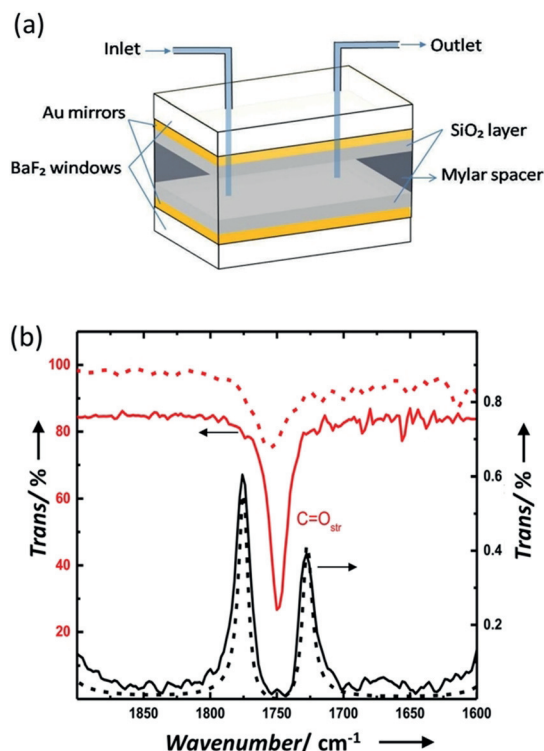 (a)
Inlet
Outlet
Au mirrors
SiO₂ layer
BaF₂ windows
Mylar spacer
(b)
100
80
60
40
20
Trans/ %
C=Ostr
0.8
0.6
0.4
0.2
Trans/ %
1850 1800 1750 1700 1650 1600
Wavenumber/ cm⁻¹